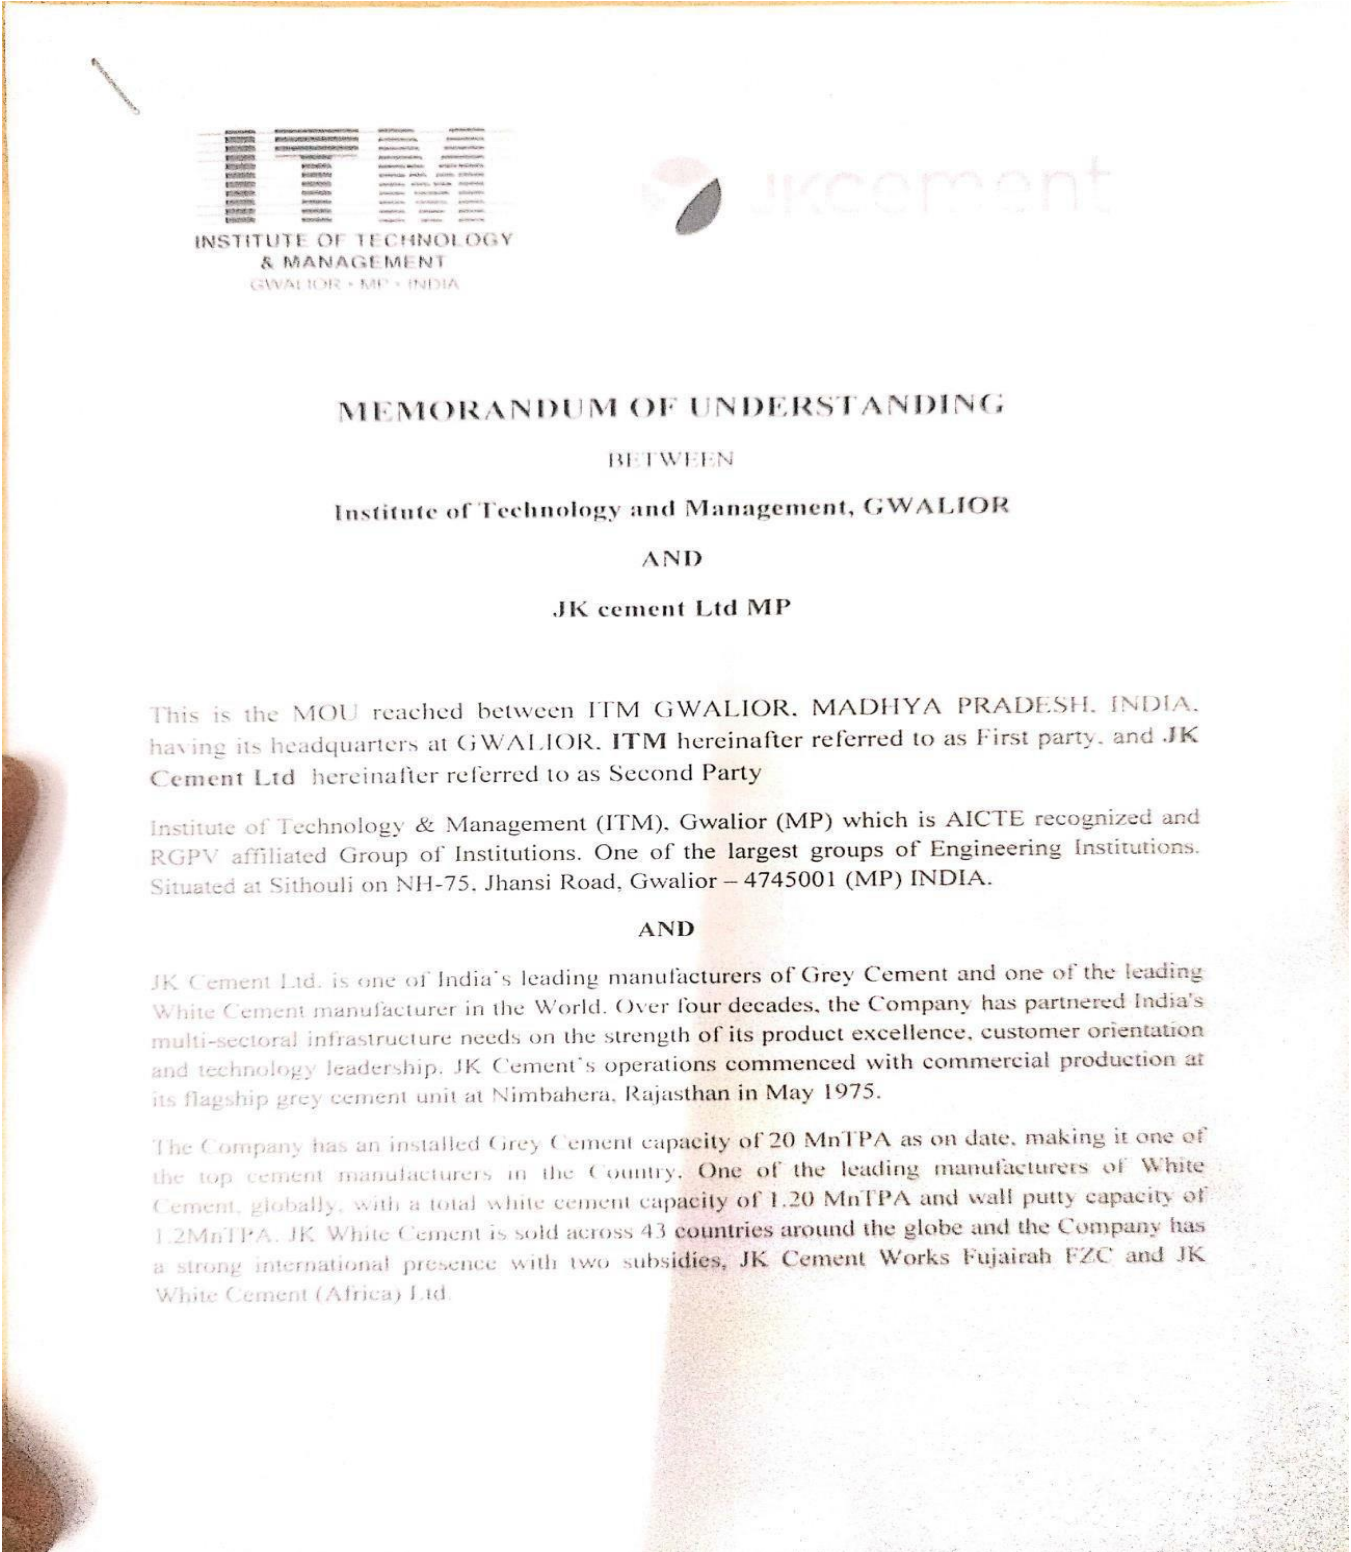 ITM
INSTITUTE OF TECHNOLOGY
& MANAGEMENT
GWALIOR • MP • INDIA
JKcement
MEMORANDUM OF UNDERSTANDING
BETWEEN
Institute of Technology and Management, GWALIOR
AND
JK cement Ltd MP
This is the MOU reached between ITM GWALIOR. MADHYA PRADESH. INDIA.
having its headquarters at GWALIOR. ITM hereinafter referred to as First party. and JK
Cement Ltd hereinafter referred to as Second Party
Institute of Technology & Management (ITM), Gwalior (MP) which is AICTE recognized and
RGPV affiliated Group of Institutions. One of the largest groups of Engineering Institutions.
Situated at Sithouli on NH-75, Jhansi Road, Gwalior – 4745001 (MP) INDIA.
AND
JK Cement Ltd. is one of India's leading manufacturers of Grey Cement and one of the leading
White Cement manufacturer in the World. Over four decades, the Company has partnered India's
multi-sectoral infrastructure needs on the strength of its product excellence, customer orientation
and technology leadership. JK Cement's operations commenced with commercial production at
its flagship grey cement unit at Nimbahera, Rajasthan in May 1975.
The Company has an installed Grey Cement capacity of 20 MnTPA as on date, making it one of
the top cement manufacturers in the Country. One of the leading manufacturers of White
Cement, globally, with a total white cement capacity of 1.20 MnTPA and wall putty capacity of
1.2MnTPA. JK White Cement is sold across 43 countries around the globe and the Company has
a strong international presence with two subsidies, JK Cement Works Fujairah FZC and JK
White Cement (Africa) Ltd.